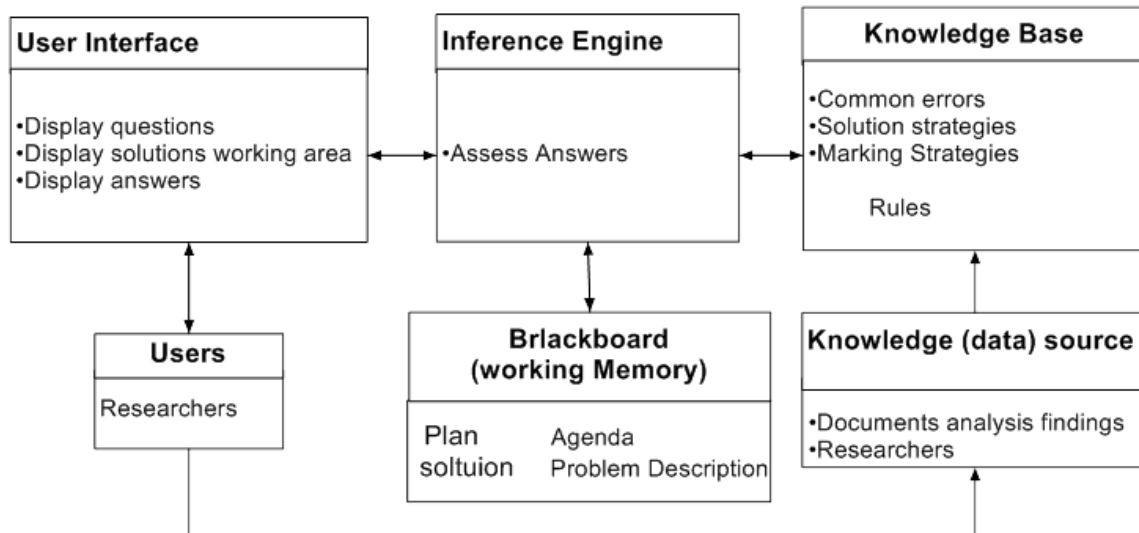 User Interface
•Display questions
•Display solutions working area
•Display answers
Inference Engine
•Assess Answers
Knowledge Base
•Common errors
•Solution strategies
•Marking Strategies
Rules
Users
Researchers
Brlackboard
(working Memory)
Plan
soltuion
Agenda
Problem Description
Knowledge (data) source
•Documents analysis findings
•Researchers